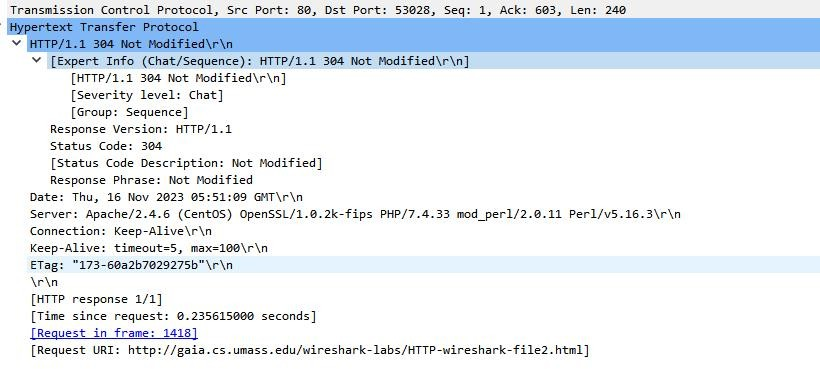 Transmission Control Protocol, Src Port: 80, Dst Port: 53028, Seq: 1, Ack: 603, Len: 240
Hypertext Transfer Protocol
HTTP/1.1 304 Not Modified\r\n
[Expert Info (Chat/Sequence): HTTP/1.1 304 Not Modified\r\n]
[HTTP/1.1 304 Not Modified\r\n]
[Severity level: Chat]
[Group: Sequence]
Response Version: HTTP/1.1
Status Code: 304
[Status Code Description: Not Modified]
Response Phrase: Not Modified
Date: Thu, 16 Nov 2023 05:51:09 GMT\r\n
Server: Apache/2.4.6 (CentOS) OpenSSL/1.0.2k-fips PHP/7.4.33 mod_perl/2.0.11 Perl/v5.16.3\r\n
Connection: Keep-Alive\r\n
Keep-Alive: timeout=5, max=100\r\n
ETag: "173-60a2b7029275b"\r\n
\r\n
[HTTP response 1/1]
[Time since request: 0.235615000 seconds]
[Request in frame: 1418]
[Request URI: http://gaia.cs.umass.edu/wireshark-labs/HTTP-wireshark-file2.html]